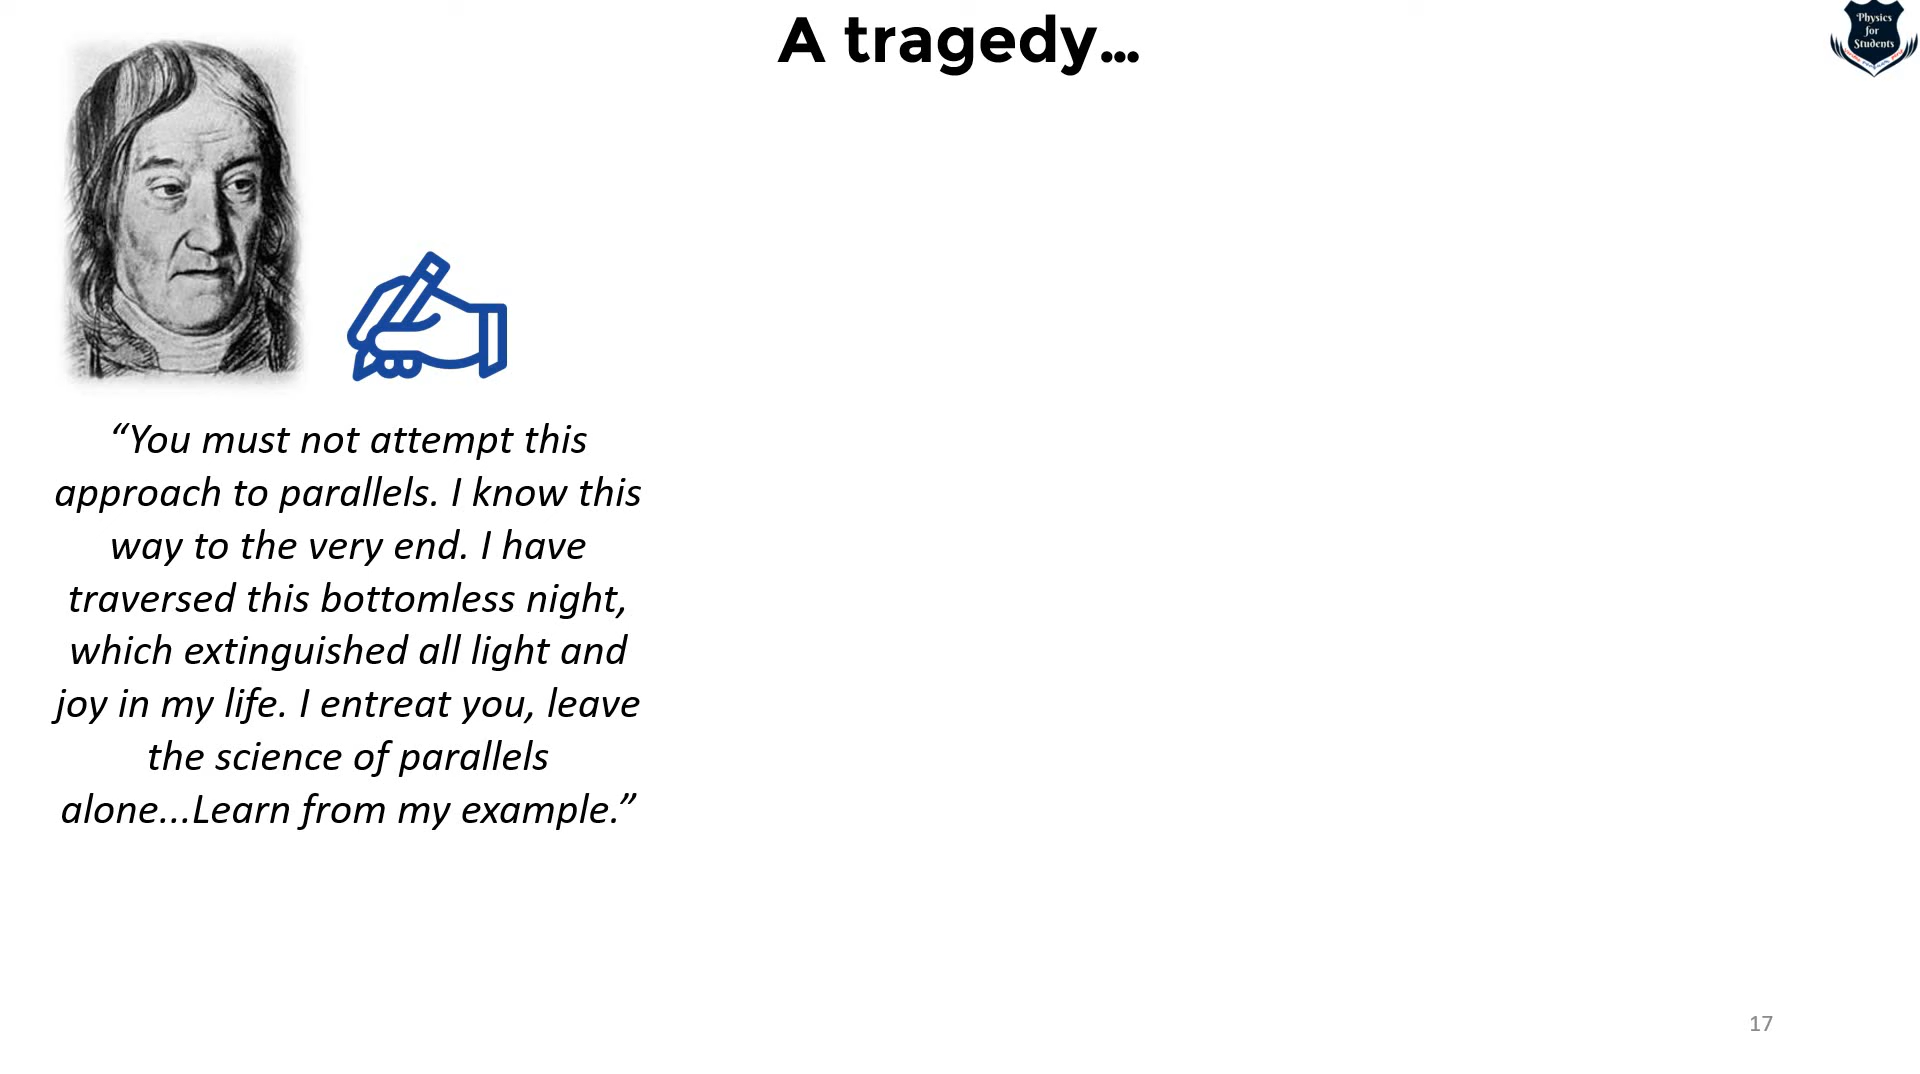 A tragedy...
Physics
for
Students
“You must not attempt this
approach to parallels. I know this
way to the very end. I have
traversed this bottomless night,
which extinguished all light and
joy in my life. I entreat you, leave
the science of parallels
alone...Learn from my example.”
17